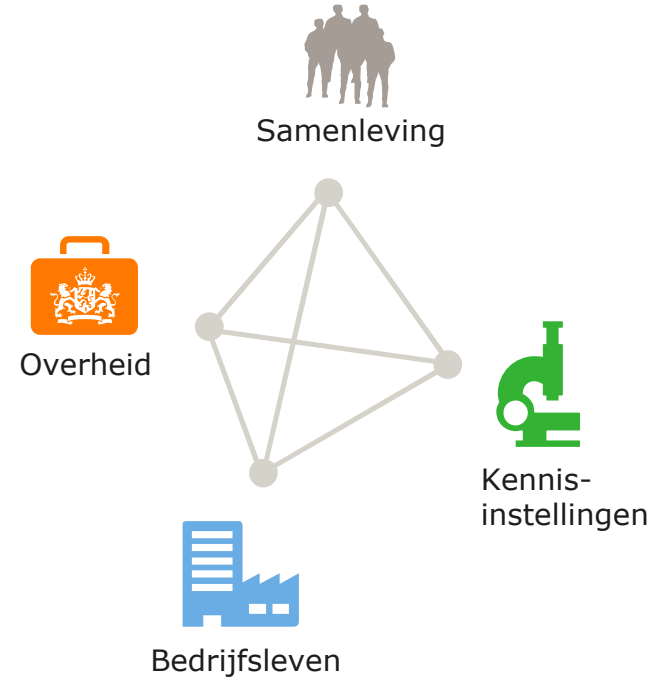 Samenleving
Overheid
Kennis-
instellingen
Bedrijfsleven